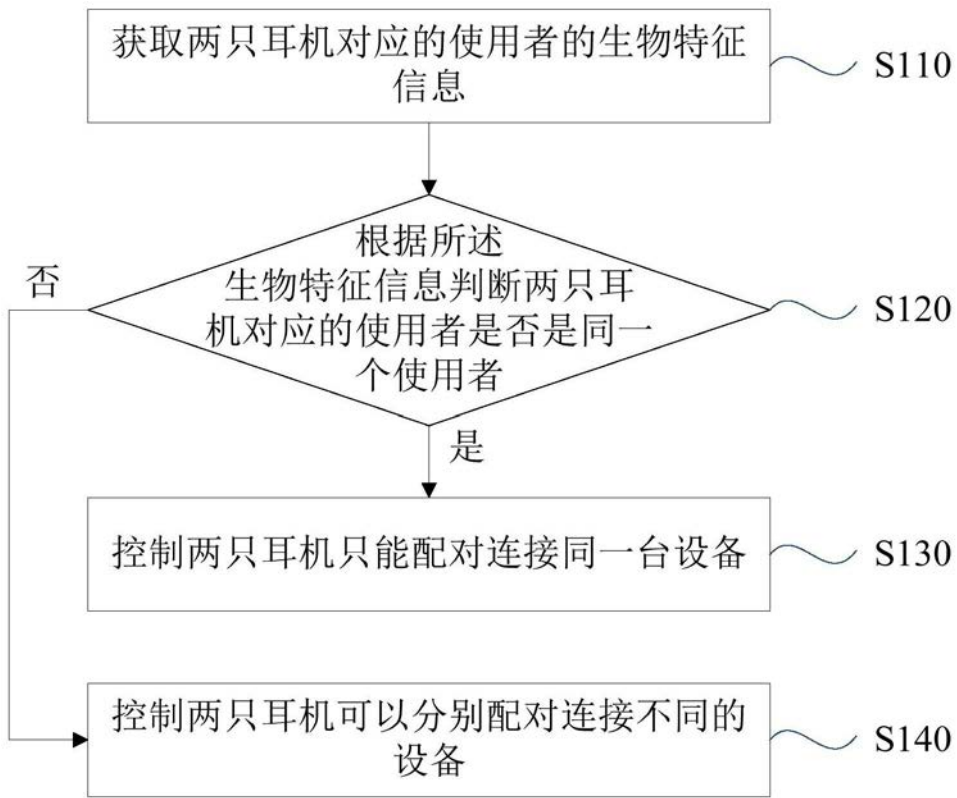 获取两只耳机对应的使用者的生物特征
信息
S110
根据所述
生物特征信息判断两只耳
机对应的使用者是否是同一
个使用者
S120
否
是
控制两只耳机只能配对连接同一台设备
S130
控制两只耳机可以分别配对连接不同的
设备
S140